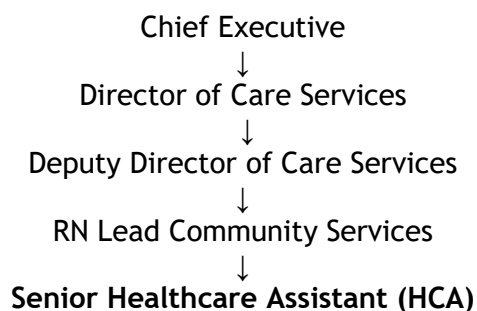 Chief Executive
↓
Director of Care Services
↓
Deputy Director of Care Services
↓
RN Lead Community Services
↓
Senior Healthcare Assistant (HCA)